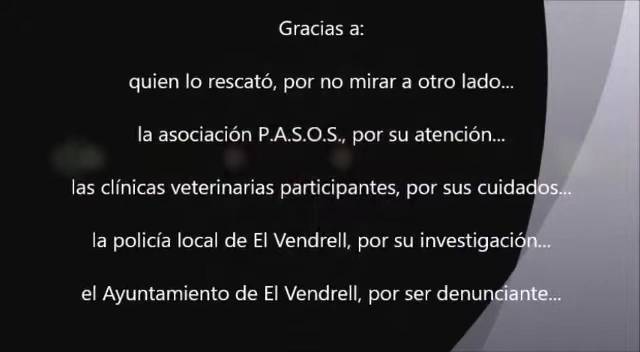 Gracias a:
quien lo rescató, por no mirar a otro lado...
la asociación P.A.S.O.S., por su atención...
las clínicas veterinarias participantes, por sus cuidados...
la policía local de El Vendrell, por su investigación...
el Ayuntamiento de El Vendrell, por ser denunciante...